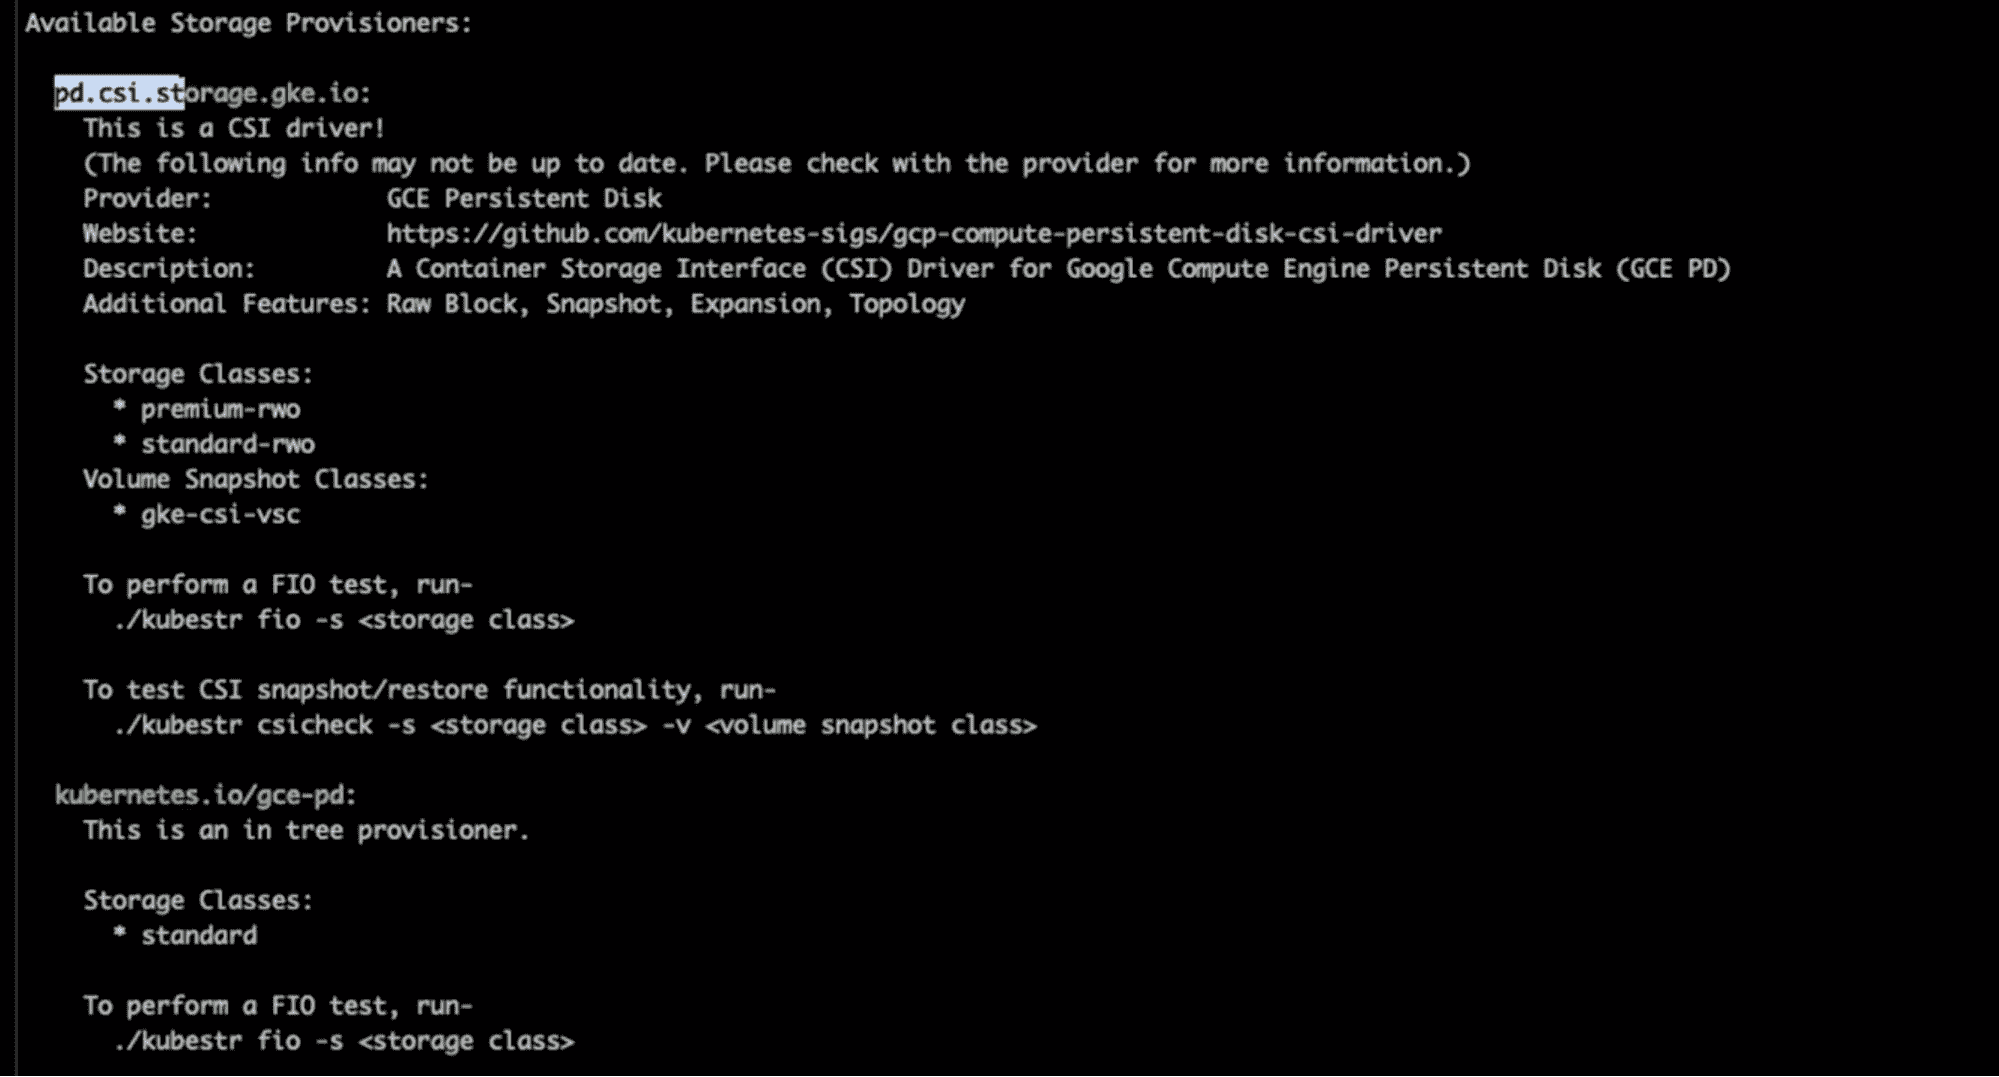 Available Storage Provisioners:
pd.csi.storage.gke.io:
This is a CSI driver!
(The following info may not be up to date. Please check with the provider for more information.)
Provider: GCE Persistent Disk
Website: https://github.com/kubernetes-sigs/gcp-compute-persistent-disk-csi-driver
Description: A Container Storage Interface (CSI) Driver for Google Compute Engine Persistent Disk (GCE PD)
Additional Features: Raw Block, Snapshot, Expansion, Topology
Storage Classes:
* premium-rwo
* standard-rwo
Volume Snapshot Classes:
* gke-csi-vsc
To perform a FIO test, run-
./kubestr fio -s <storage class>
To test CSI snapshot/restore functionality, run-
./kubestr csicheck -s <storage class> -v <volume snapshot class>
kubernetes.io/gce-pd:
This is an in tree provisioner.
Storage Classes:
* standard
To perform a FIO test, run-
./kubestr fio -s <storage class>